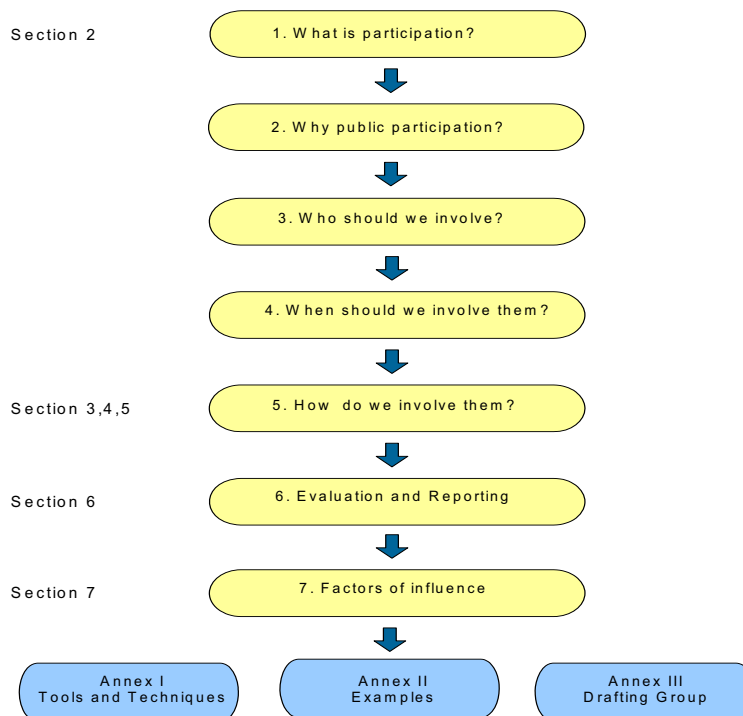 Section 2
1. What is participation?
2. Why public participation?
3. Who should we involve?
4. When should we involve them?
Section 3,4,5
5. How do we involve them?
Section 6
6. Evaluation and Reporting
Section 7
7. Factors of influence
Annex I
Tools and Techniques
Annex II
Examples
Annex III
Drafting Group